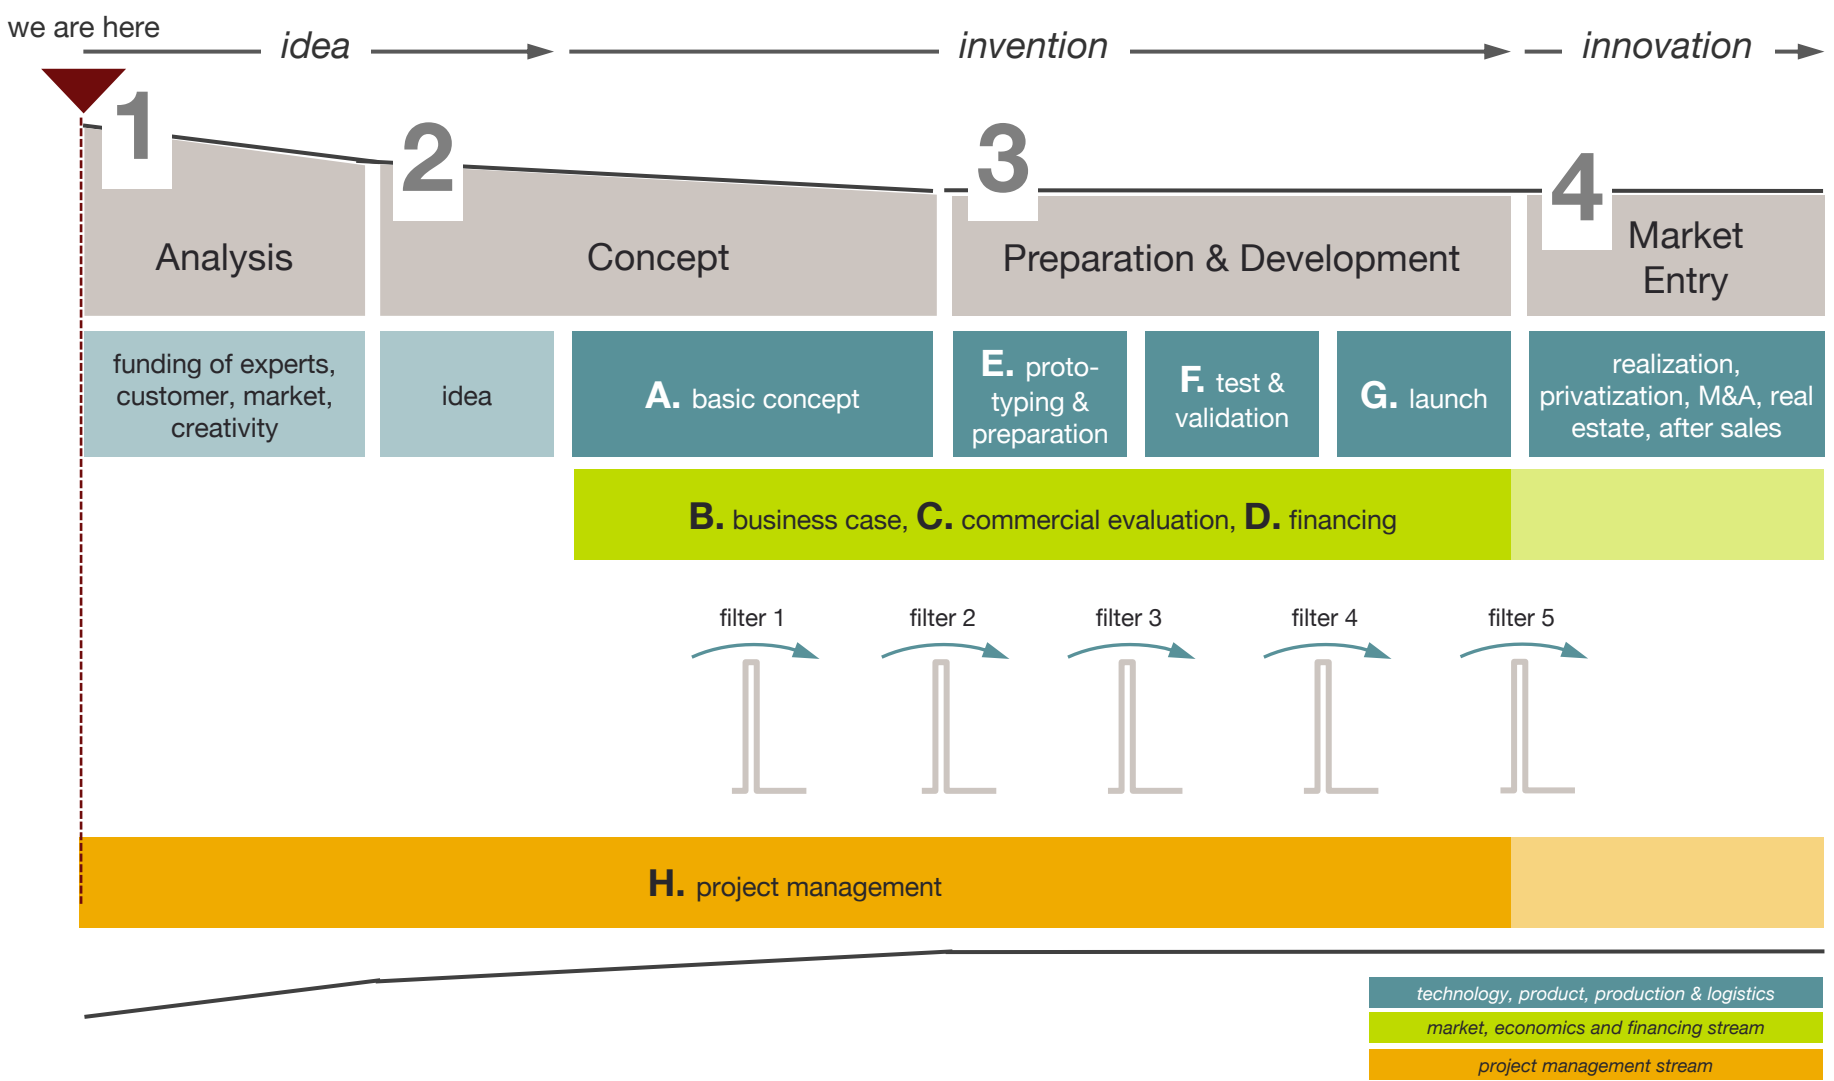 we are here
idea
invention
innovation
1
2
3
4
Analysis
Concept
Preparation & Development
Market
Entry
funding of experts,
customer, market,
creativity
idea
A. basic concept
E. proto-
typing &
preparation
F. test &
validation
G. launch
realization,
privatization, M&A, real
estate, after sales
B. business case, C. commercial evaluation, D. financing
filter 1
filter 2
filter 3
filter 4
filter 5
H. project management
technology, product, production & logistics
market, economics and financing stream
project management stream